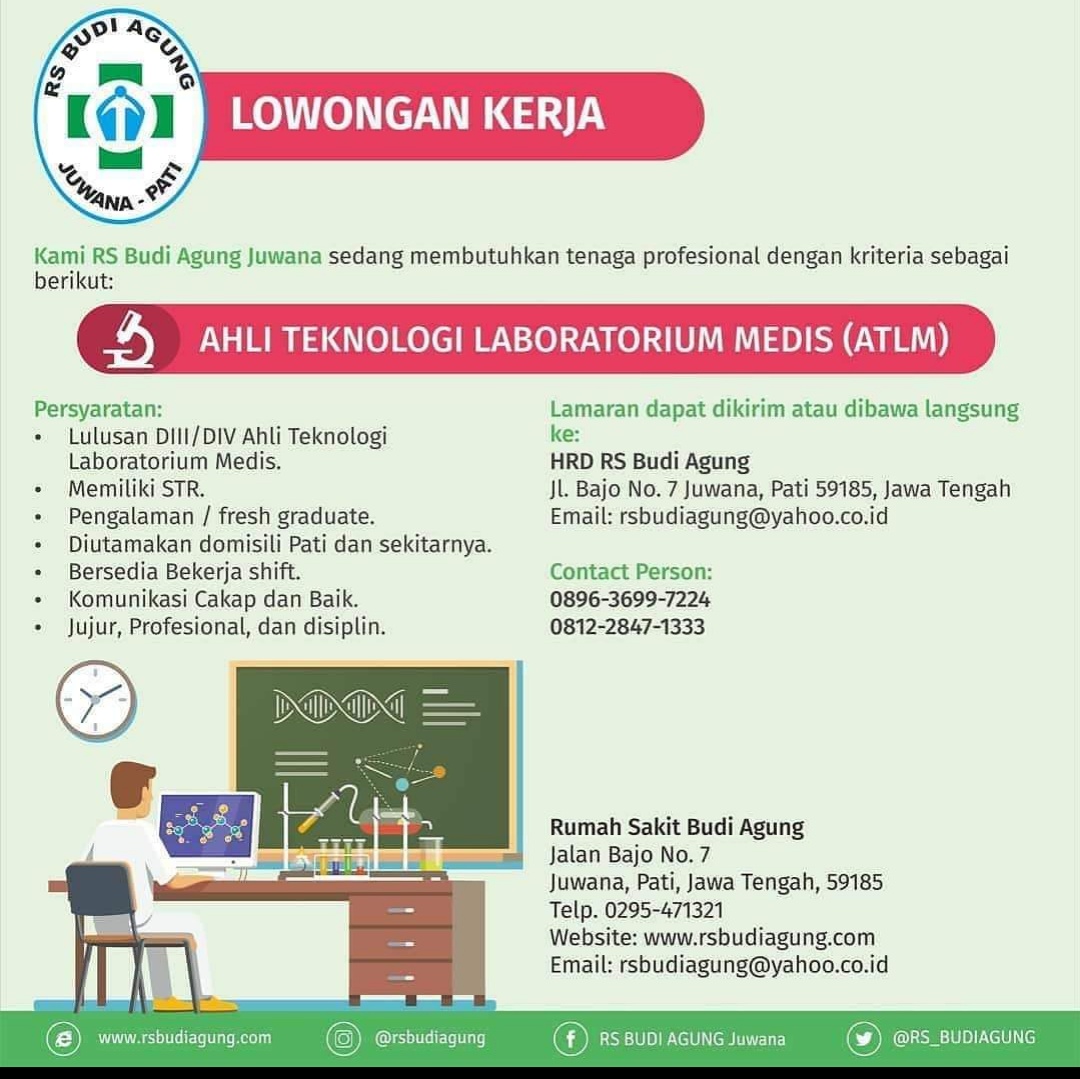 RS BUDI AGUNG
JUWANA - PATI
LOWONGAN KERJA
Kami RS Budi Agung Juwana sedang membutuhkan tenaga profesional dengan kriteria sebagai
berikut:
AHLI TEKNOLOGI LABORATORIUM MEDIS (ATLM)
Persyaratan:
• Lulusan DIII/DIV Ahli Teknologi
Laboratorium Medis.
• Memiliki STR.
• Pengalaman / fresh graduate.
• Diutamakan domisili Pati dan sekitarnya.
• Bersedia Bekerja shift.
• Komunikasi Cakap dan Baik.
• Jujur, Profesional, dan disiplin.
Lamaran dapat dikirim atau dibawa langsung
ke:
HRD RS Budi Agung
Jl. Bajo No. 7 Juwana, Pati 59185, Jawa Tengah
Email: rsbudiagung@yahoo.co.id
Contact Person:
0896-3699-7224
0812-2847-1333
Rumah Sakit Budi Agung
Jalan Bajo No. 7
Juwana, Pati, Jawa Tengah, 59185
Telp. 0295-471321
Website: www.rsbudiagung.com
Email: rsbudiagung@yahoo.co.id
www.rsbudiagung.com
@rsbudiagung
RS BUDI AGUNG Juwana
@RS_BUDIAGUNG